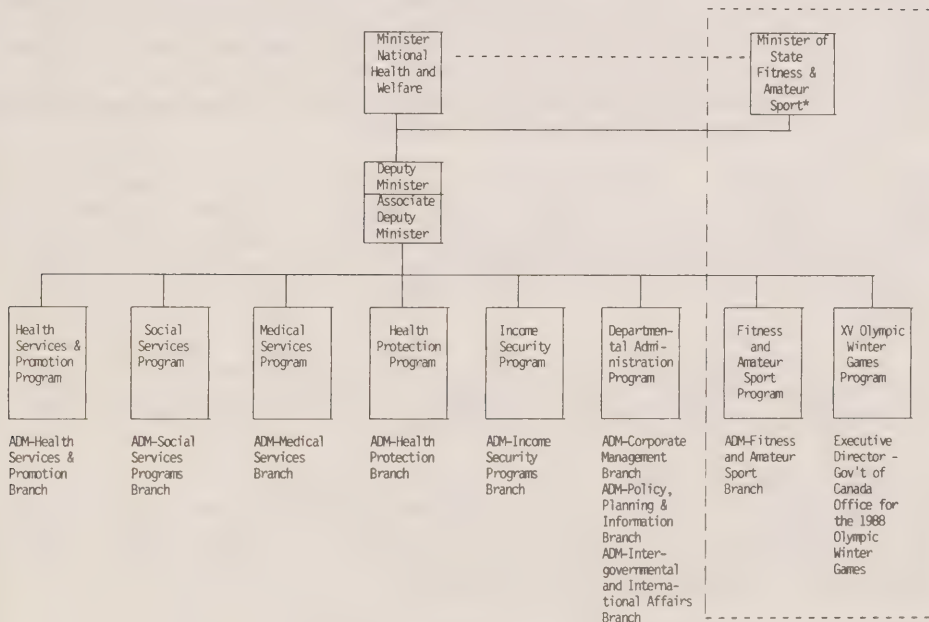 Minister
National
Health and
Welfare
Minister of
State
Fitness &
Amateur
Sport*
Deputy
Minister
Associate
Deputy
Minister
Health
Services &
Promotion
Program
Social
Services
Program
Medical
Services
Program
Health
Protection
Program
Income
Security
Program
Departmen-
tal Admi-
nistration
Program
Fitness
and
Amateur
Sport
Program
XV Olympic
Winter
Games
Program
ADM-Health
Services &
Promotion
Branch
ADM-Social
Services
Programs
Branch
ADM-Medical
Services
Branch
ADM-Health
Protection
Branch
ADM-Income
Security
Programs
Branch
ADM-Corporate
Management
Branch
ADM-Policy,
Planning &
Information
Branch
ADM-Inter-
governmental
and Interna-
tional Affairs
Branch
ADM-Fitness
and Amateur
Sport
Branch
Executive
Director -
Gov't of
Canada
Office for
the 1988
Olympic
Winter
Games